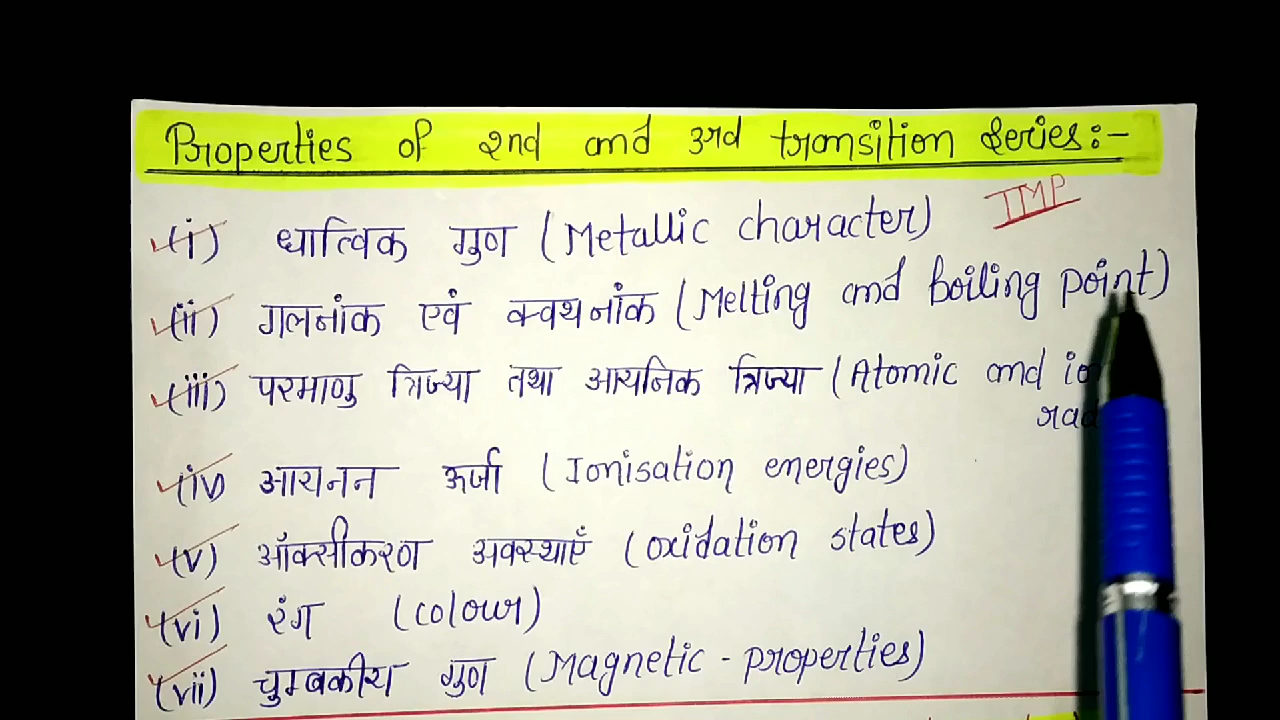 Properties of 2nd and 3rd transition series:-
IMP
(i) धात्विक गुण (Metallic character)
(ii) गलनांक एवं क्वथनांक (Melting and boiling point)
(iii) परमाणु त्रिज्या तथा आयनिक त्रिज्या (Atomic and
(iv) आयनन ऊर्जा (Ionisation energies)
(v) ऑक्सीकरण अवस्थाएँ (oxidation states)
(vi) रंग (colour)
(vii) चुम्बकीय गुण (Magnetic - properties)